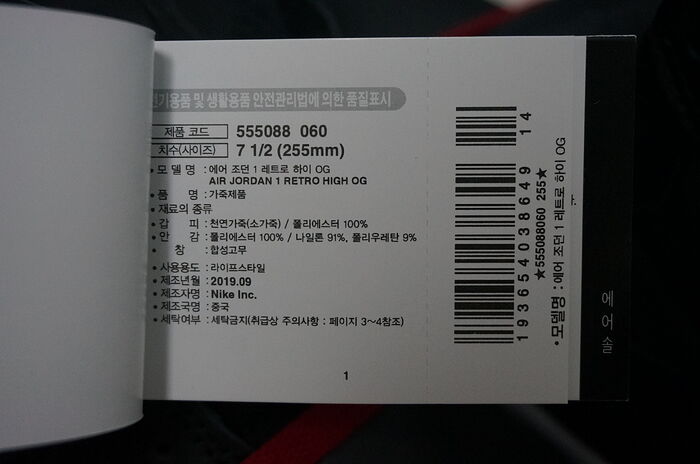 전기용품 및 생활용품 안전관리법에 의한 품질표시
제품 코드 555088 060
치수(사이즈) 7 1/2 (255mm)
• 모 델 명 : 에어 조던 1 레트로 하이 OG
AIR JORDAN 1 RETRO HIGH OG
• 품 명 : 가죽제품
• 재료의 종류
• 갑 피 : 천연가죽(소가죽) / 폴리에스터 100%
• 안 감 : 폴리에스터 100% / 나일론 91%, 폴리우레탄 9%
• 창 : 합성고무
• 사용용도 : 라이프스타일
• 제조년월 : 2019.09
• 제조자명 : Nike Inc.
• 제조국명 : 중국
• 세탁여부 : 세탁금지(취급상 주의사항 : 페이지 3~4참조)
1
1 93654 03864 9 14
★555088060 255★
• 모델명 : 에어 조던 1 레트로 하이 OG
에어솔